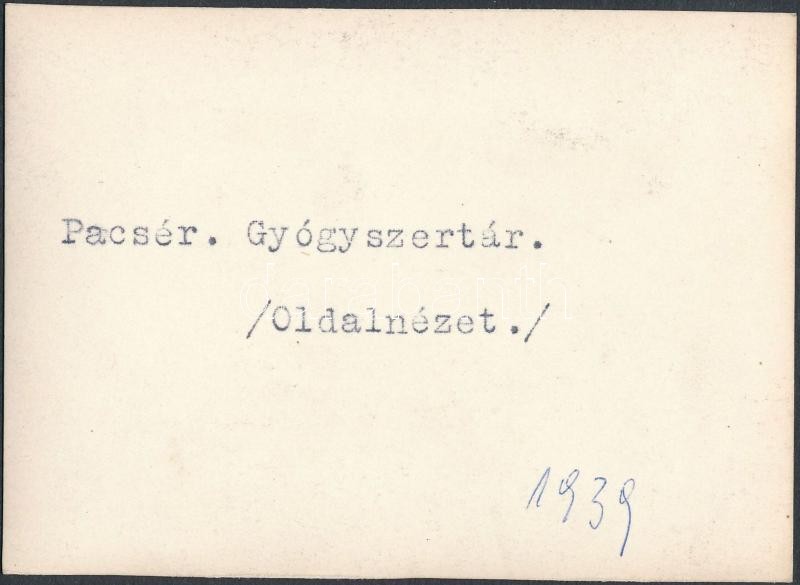 Pacsér. Gyógyszertár.
/Oldalnézet./
1939